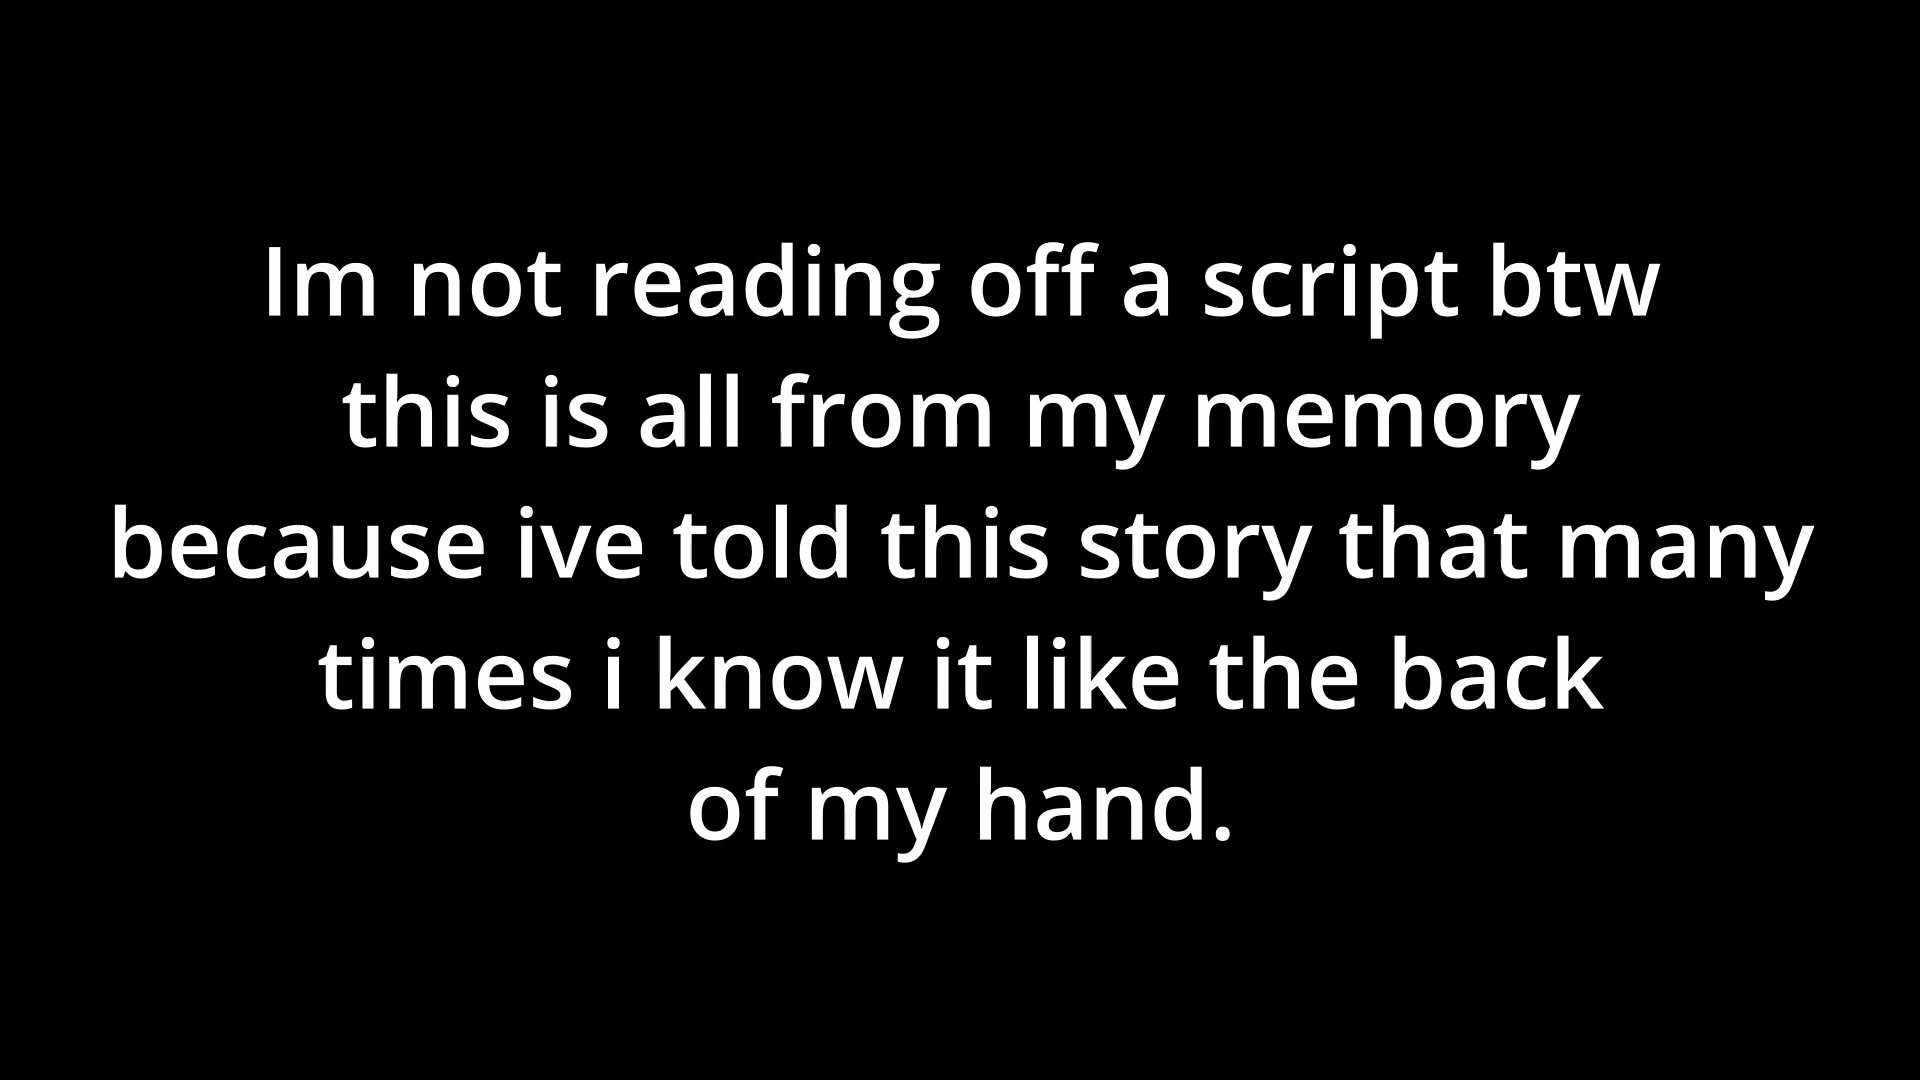 Im not reading off a script btw
this is all from my memory
because ive told this story that many
times i know it like the back
of my hand.